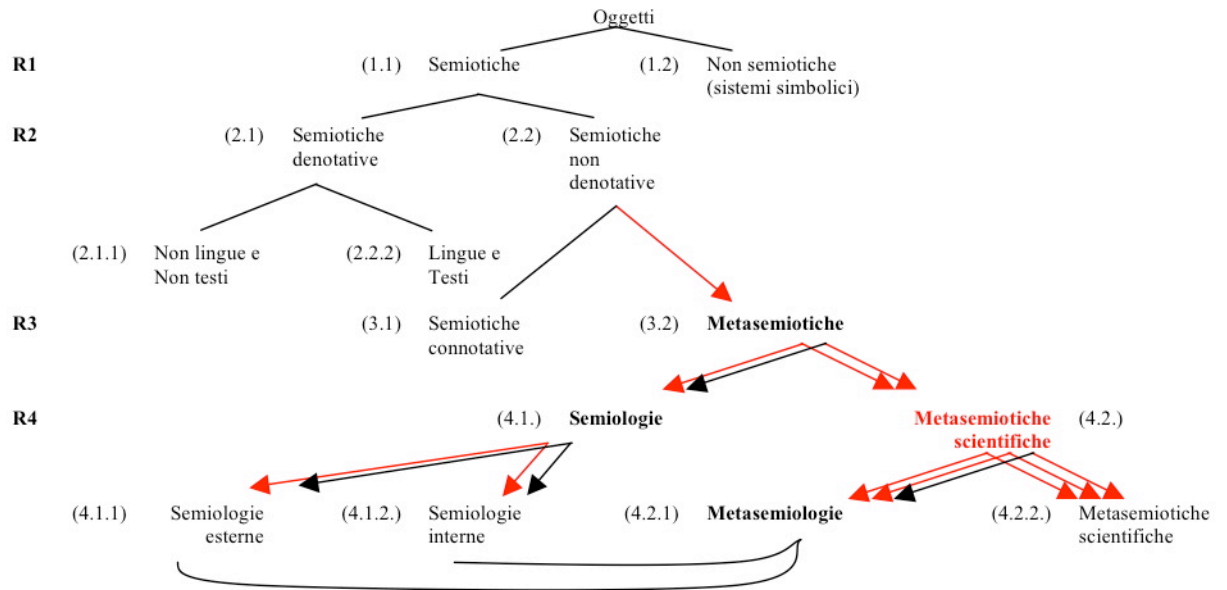 Oggetti
R1 (1.1) Semiotiche (1.2) Non semiotiche
(sistemi simbolici)
R2 (2.1) Semiotiche (2.2) Semiotiche
denotative non
denotative
(2.1.1) Non lingue e (2.2.2) Lingue e
Non testi Testi
R3 (3.1) Semiotiche (3.2) Metasemiotiche
connotative
R4 (4.1.) Semiologie Metasemiotiche (4.2.)
scientifiche
(4.1.1) Semiologie (4.1.2.) Semiologie (4.2.1) Metasemiologie (4.2.2.) Metasemiotiche
esterne interne scientifiche